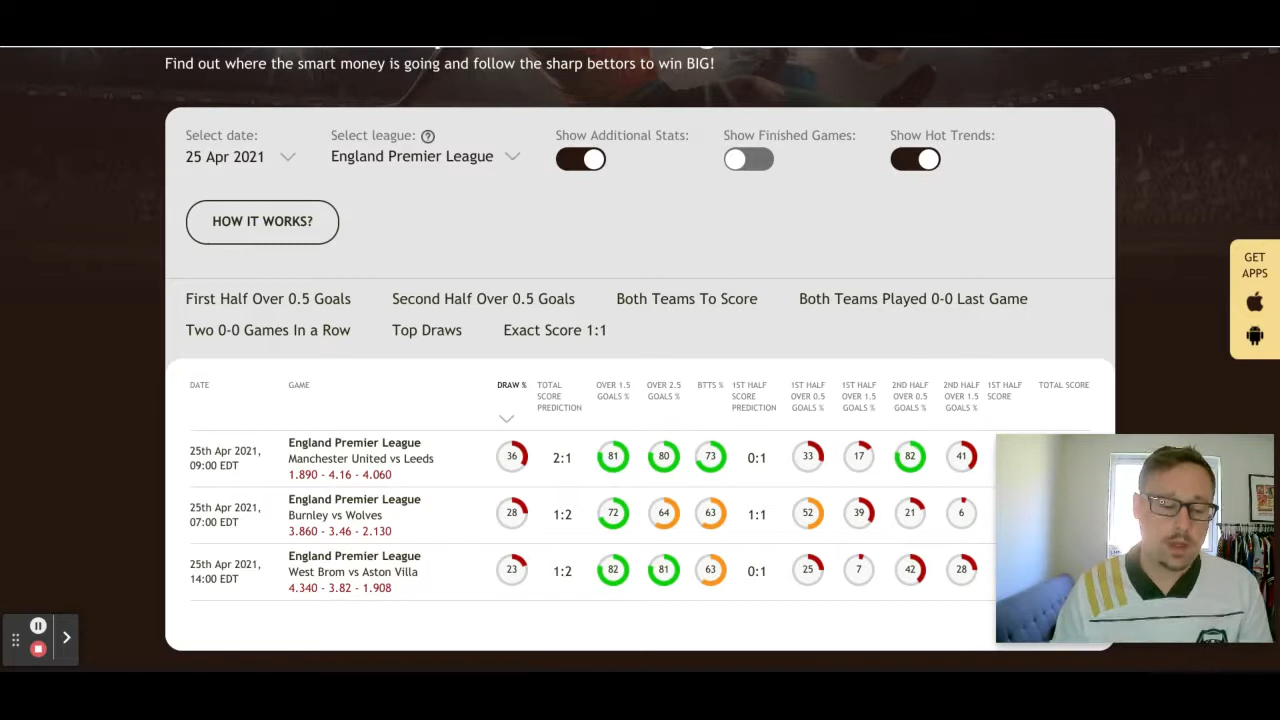 Find out where the smart money is going and follow the sharp bettors to win BIG!
Select date:
25 Apr 2021
Select league: ?
England Premier League
Show Additional Stats:
Show Finished Games:
Show Hot Trends:
HOW IT WORKS?
GET
APPS
First Half Over 0.5 Goals
Second Half Over 0.5 Goals
Both Teams To Score
Both Teams Played 0-0 Last Game
Two 0-0 Games In a Row
Top Draws
Exact Score 1:1
DATE
GAME
DRAW %
TOTAL
SCORE
PREDICTION
OVER 1.5
GOALS %
OVER 2.5
GOALS %
BTTS %
1ST HALF
SCORE
PREDICTION
1ST HALF
OVER 0.5
GOALS %
1ST HALF
OVER 1.5
GOALS %
2ND HALF
OVER 0.5
GOALS %
2ND HALF
OVER 1.5
GOALS %
1ST HALF
SCORE
TOTAL SCORE
25th Apr 2021,
09:00 EDT
England Premier League
Manchester United vs Leeds
1.890 - 4.16 - 4.060
36
2:1
81
80
73
0:1
33
17
82
41
25th Apr 2021,
07:00 EDT
England Premier League
Burnley vs Wolves
3.860 - 3.46 - 2.130
28
1:2
72
64
63
1:1
52
39
21
6
25th Apr 2021,
14:00 EDT
England Premier League
West Brom vs Aston Villa
4.340 - 3.82 - 1.908
23
1:2
82
81
63
0:1
25
7
42
28